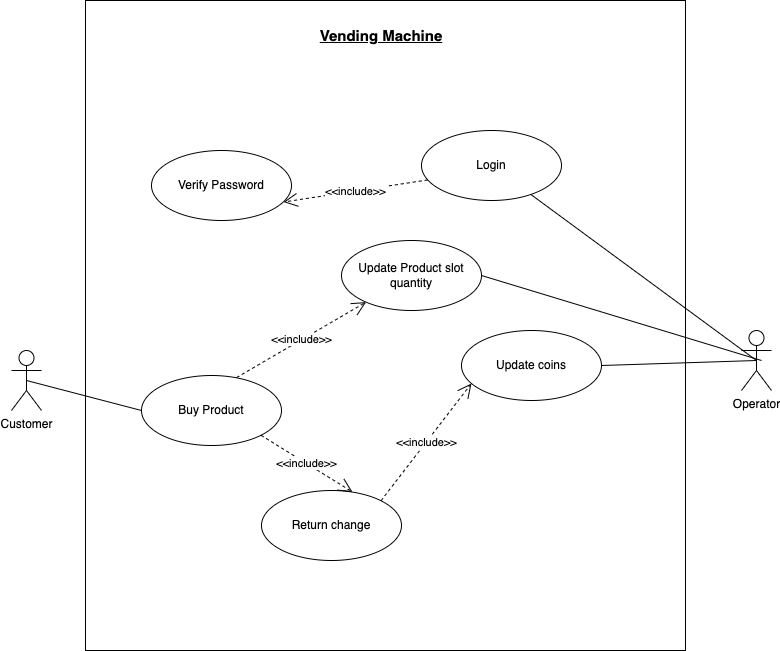 Vending Machine
Login
Verify Password
<<include>>
Update Product slot
quantity
<<include>>
Update coins
Customer
Buy Product
Operator
<<include>>
<<include>>
Return change